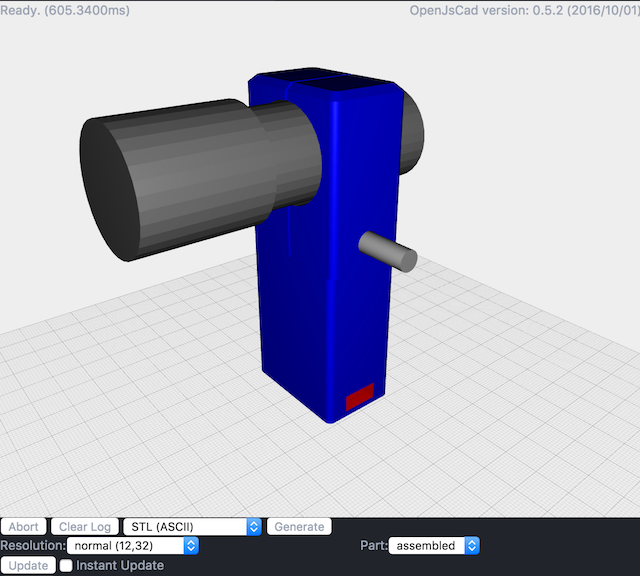 Ready. (605.3400ms) OpenJsCad version: 0.5.2 (2016/10/01)
Abort Clear Log STL (ASCII) Generate
Resolution: normal (12,32) Part: assembled
Update Instant Update